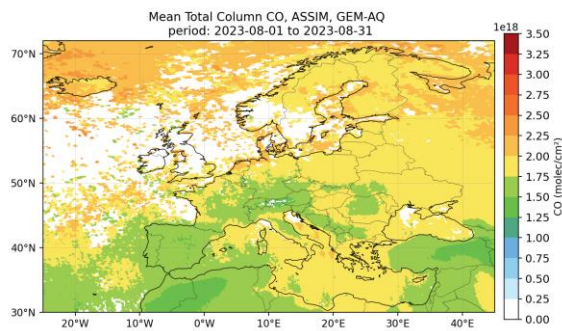 Mean Total Column CO, ASSIM, GEM-AQ
period: 2023-08-01 to 2023-08-31
1e18
70°N
60°N
50°N
40°N
30°N
20°W
10°W
0°W
10°E
20°E
30°E
40°E
3.50
3.25
3.00
2.75
2.50
2.25
2.00
1.75
1.50
1.25
1.00
0.75
0.50
0.25
0.00
CO (molec/cm²)